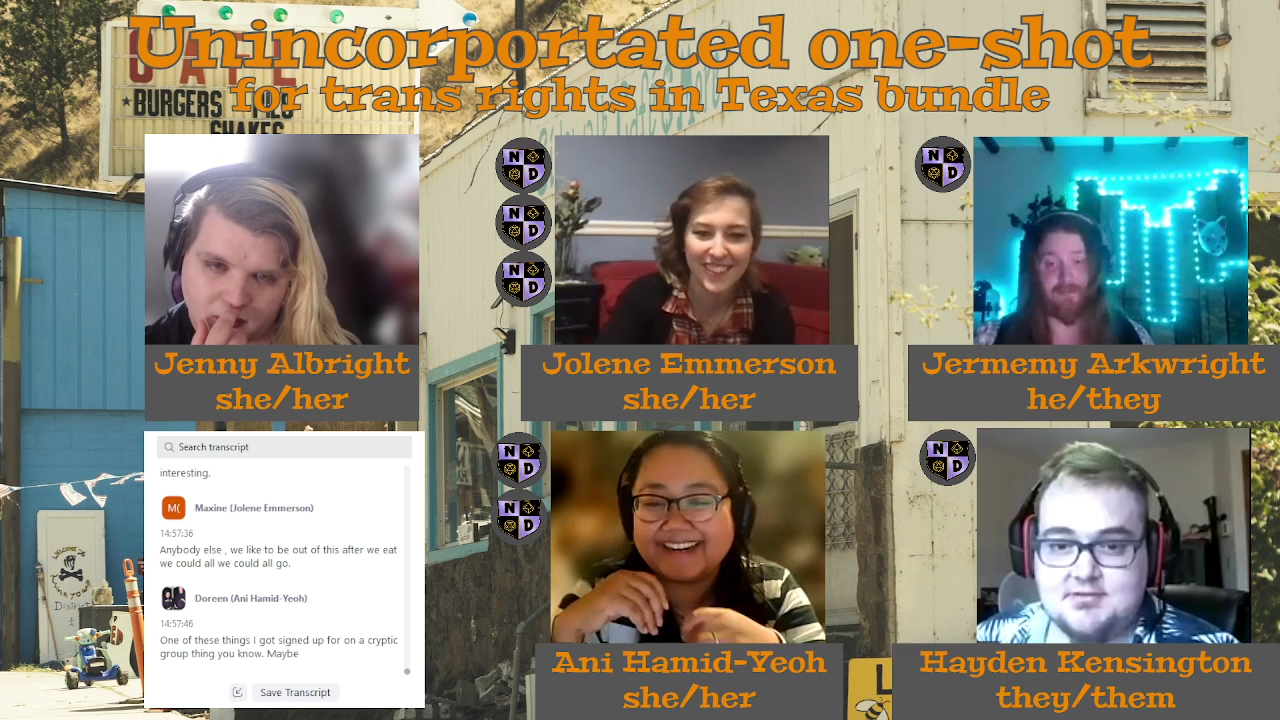 Unincorportated one-shot
for trans rights in Texas bundle
CAFE
★BURGERS PIES
SHAKES
N
D
N
D
N
D
N
D
Jenny Albright
she/her
Jolene Emmerson
she/her
Jermemy Arkwright
he/they
Search transcript
interesting.
M(
Maxine (Jolene Emmerson)
14:57:36
Anybody else , we like to be out of this after we eat
we could all we could all go.
Doreen (Ani Hamid-Yeoh)
14:57:46
One of these things I got signed up for on a cryptic
group thing you know. Maybe
Save Transcript
WELCOME
District
N
D
N
D
N
D
Ani Hamid-Yeoh
she/her
Hayden Kensington
they/them
L